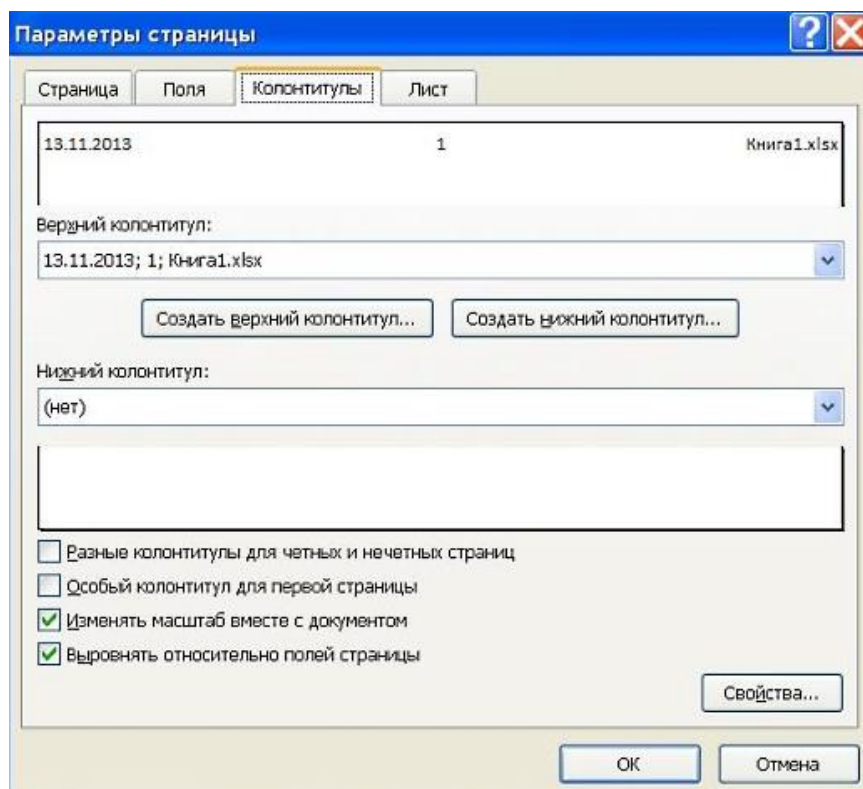 Параметры страницы
Страница Поля Колонтитулы Лист
13.11.2013 1 Книга1.xlsx
Верхний колонтитул:
13.11.2013; 1; Книга1.xlsx
Создать верхний колонтитул... Создать нижний колонтитул...
Нижний колонтитул:
(нет)
Разные колонтитулы для четных и нечетных страниц
Особый колонтитул для первой страницы
Изменять масштаб вместе с документом
Выровнять относительно полей страницы
Свойства...
ОК Отмена